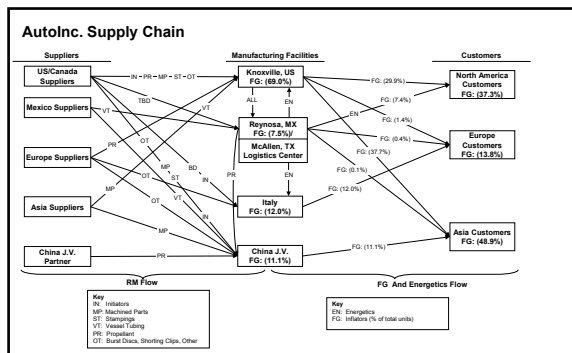 AutoInc. Supply Chain
Suppliers
Manufacturing Facilities
Customers
US/Canada
Suppliers
Mexico Suppliers
Europe Suppliers
Asia Suppliers
China J.V.
Partner
Knoxville, US
FG: (69.0%)
Reynosa, MX
FG: (7.5%)/
McAllen, TX
Logistics Center
Italy
FG: (12.0%)
China J.V.
FG: (11.1%)
North America
Customers
FG: (37.3%)
Europe
Customers
FG: (13.8%)
Asia Customers
FG: (48.9%)
IN PR MP ST OT
TBD
VT
VT
PR
OT
MP
ST
VT
OT
BD
IN
MP
OT
IN
MP
PR
PR
ALL
EN
EN
EN
FG: (29.9%)
FG: (7.4%)
FG: (1.4%)
FG: (0.4%)
FG: (37.7%)
FG: (0.1%)
FG: (12.0%)
FG: (11.1%)
RM Flow
FG And Energetics Flow
Key
IN: Initiators
MP: Machined Parts
ST: Stampings
VT: Vessel Tubing
PR: Propellant
OT: Burst Discs, Shorting Clips, Other
Key
EN: Energetics
FG: Inflators (% of total units)